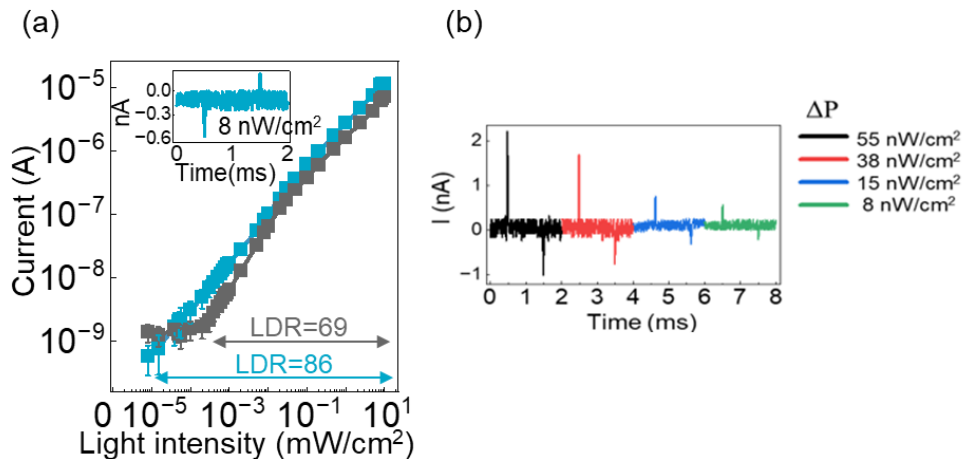 (a)
(b)
10⁻⁵
10⁻⁶
10⁻⁷
10⁻⁸
10⁻⁹
Current (A)
0.0
−0.3
−0.6
nA
8 nW/cm²
0 1 2
Time(ms)
LDR=69
LDR=86
0 10⁻⁵ 10⁻³ 10⁻¹ 10¹
Light intensity (mW/cm²)
2
1
0
−1
I (nA)
0 1 2 3 4 5 6 7 8
Time (ms)
ΔP
55 nW/cm²
38 nW/cm²
15 nW/cm²
8 nW/cm²